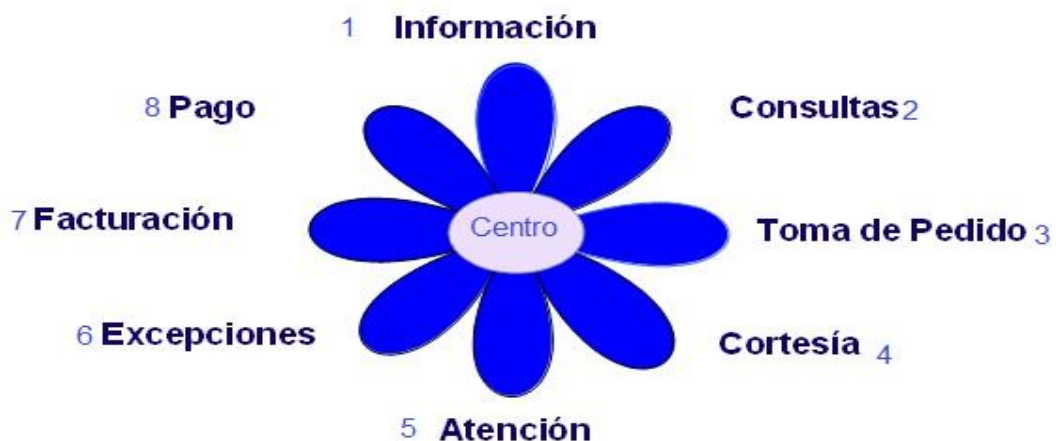 1 Información
8 Pago
Consultas 2
7 Facturación
Centro
Toma de Pedido 3
6 Excepciones
Cortesía 4
5 Atención